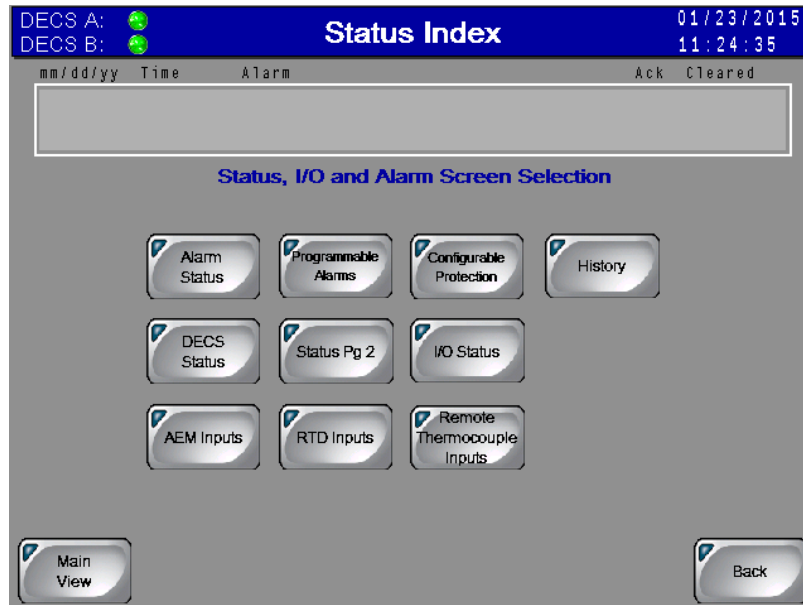 DECS A:
DECS B:
Status Index
01/23/2015
11:24:35
mm/dd/yy Time Alarm Ack Cleared
Status, I/O and Alarm Screen Selection
Alarm
Status
Programmable
Alarms
Configurable
Protection
History
DECS
Status
Status Pg 2
I/O Status
AEM Inputs
RTD Inputs
Remote
Thermocouple
Inputs
Main
View
Back